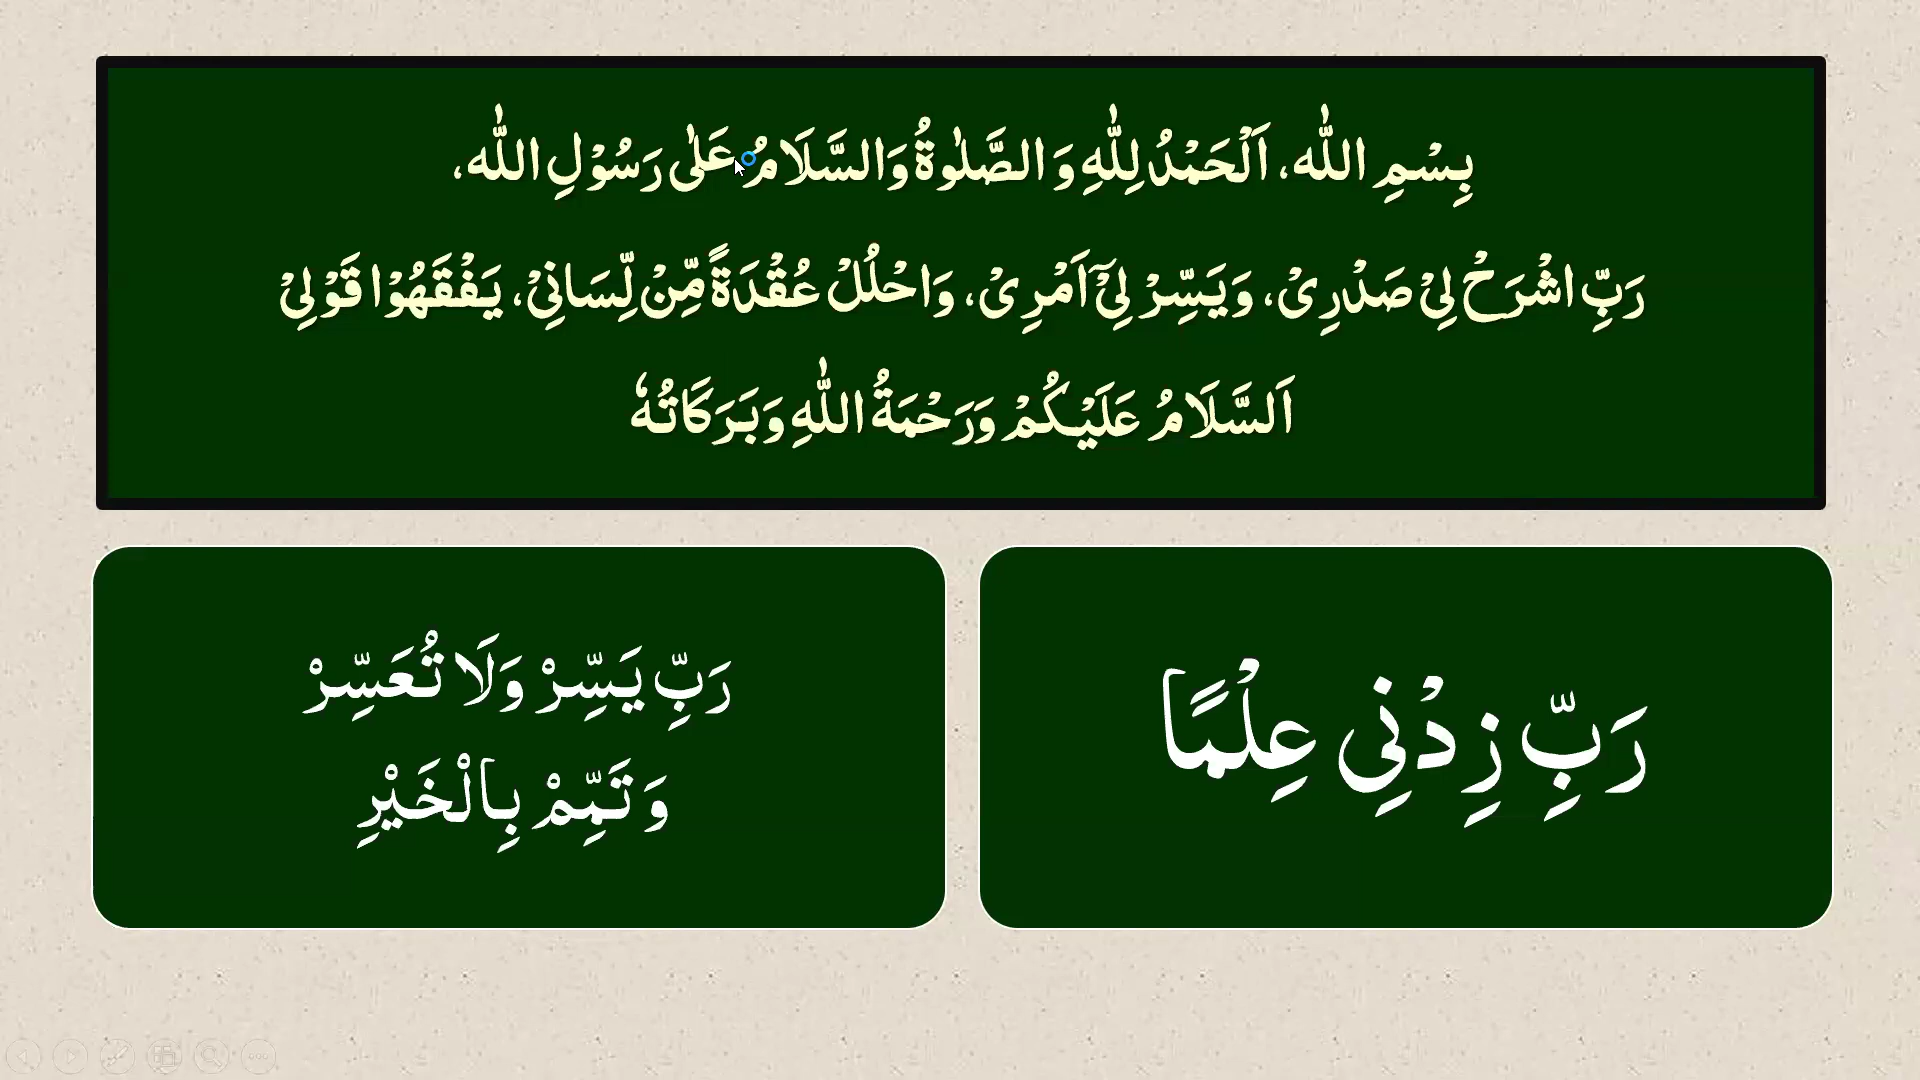 بِسْمِ اللّٰه، اَلْحَمْدُ لِلّٰهِ وَ الصَّلٰوةُ وَالسَّلَامُ عَلٰى رَسُوْلِ اللّٰه،
رَبِّ اشْرَحْ لِيْ صَدْرِيْ، وَيَسِّرْ لِيْٓ اَمْرِيْ، وَاحْلُلْ عُقْدَةً مِّنْ لِّسَانِيْ، يَفْقَهُوْا قَوْلِيْ
اَلسَّلَامُ عَلَيْكُمْ وَرَحْمَةُ اللّٰهِ وَبَرَكَاتُهٗ
رَبِّ زِدْنِي عِلْمًا
رَبِّ يَسِّرْ وَلَا تُعَسِّرْ
وَ تَمِّمْ بِالْخَيْرِ